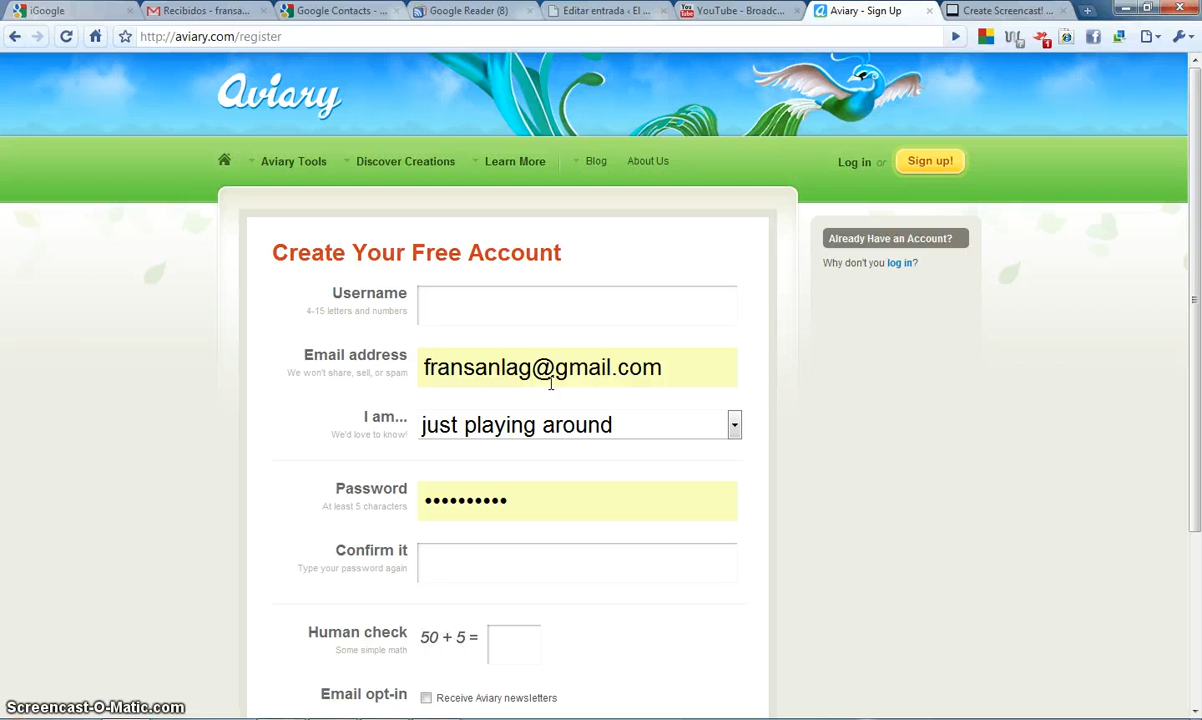 iGoogle
Recibidos - fransa...
Google Contacts - ...
Google Reader (8)
Editar entrada ‹ El ...
YouTube - Broadc...
Aviary - Sign Up
Create Screencast! ...
http://aviary.com/register
Aviary
Aviary Tools
Discover Creations
Learn More
Blog
About Us
Log in or
Sign up!
Create Your Free Account
Username
4-15 letters and numbers
Email address
We won't share, sell, or spam
fransanlag@gmail.com
I am...
We'd love to know!
just playing around
Password
At least 5 characters
••••••••••
Confirm it
Type your password again
Human check
Some simple math
50 + 5 =
Email opt-in
Receive Aviary newsletters
Already Have an Account?
Why don't you log in?
Screencast-O-Matic.com